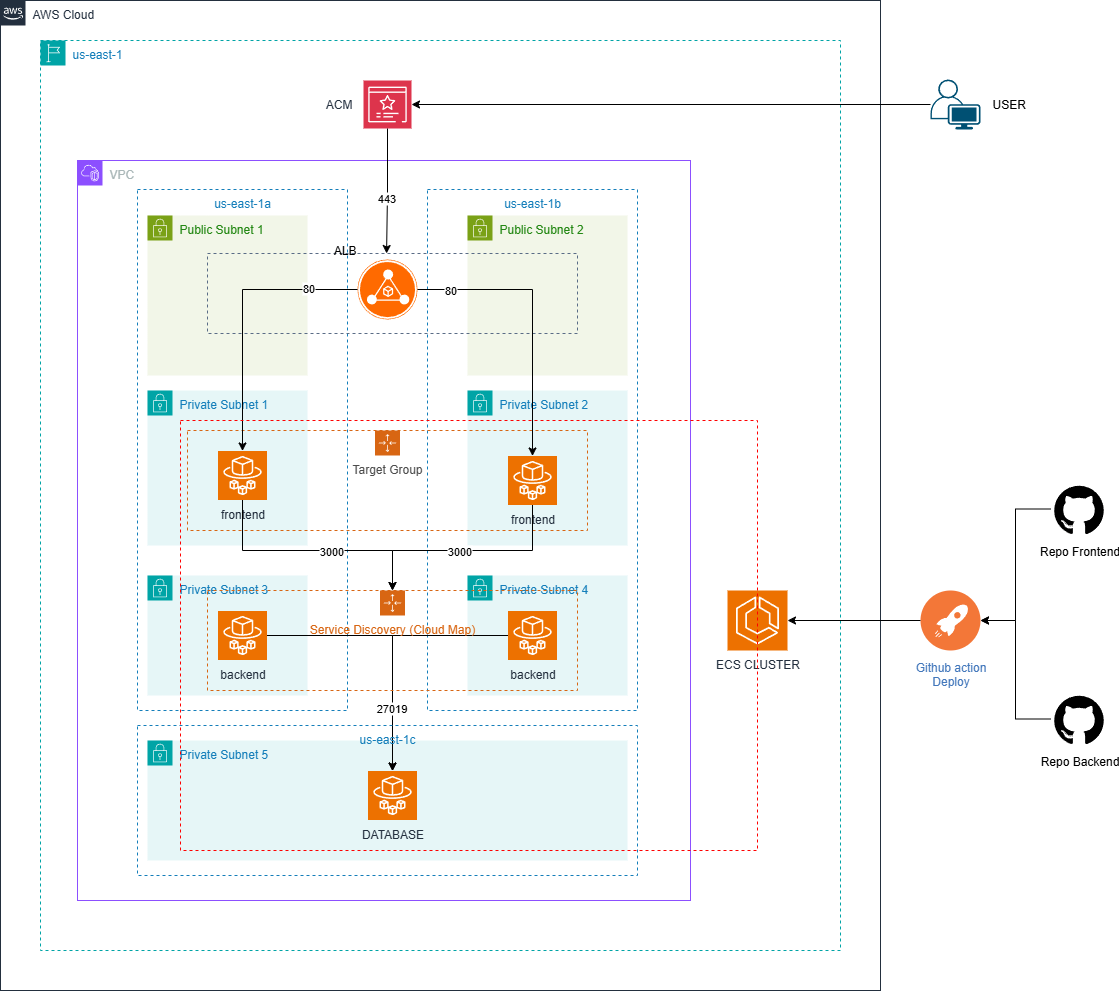 aws
AWS Cloud
us-east-1
ACM
USER
VPC
443
us-east-1a
us-east-1b
Public Subnet 1
Public Subnet 2
ALB
80
80
Private Subnet 1
Private Subnet 2
Target Group
frontend
frontend
3000
3000
Private Subnet 3
Private Subnet 4
Service Discovery (Cloud Map)
backend
backend
27019
us-east-1c
Private Subnet 5
DATABASE
ECS CLUSTER
Github action
Deploy
Repo Frontend
Repo Backend